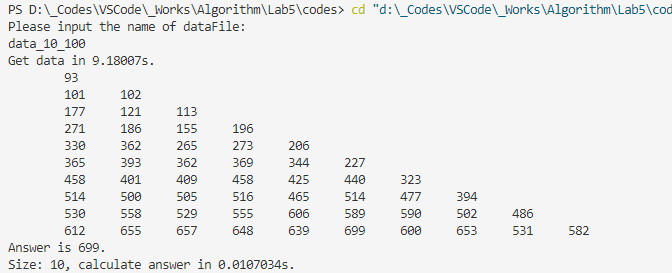 PS D:\_Codes\VSCode\_Works\Algorithm\Lab5\codes> cd "d:\_Codes\VSCode\_Works\Algorithm\Lab5\cod
Please input the name of dataFile:
data_10_100
Get data in 9.18007s.
93
101 102
177 121 113
271 186 155 196
330 362 265 273 206
365 393 362 369 344 227
458 401 409 458 425 440 323
514 500 505 516 465 514 477 394
530 558 529 555 606 589 590 502 486
612 655 657 648 639 699 600 653 531 582
Answer is 699.
Size: 10, calculate answer in 0.0107034s.